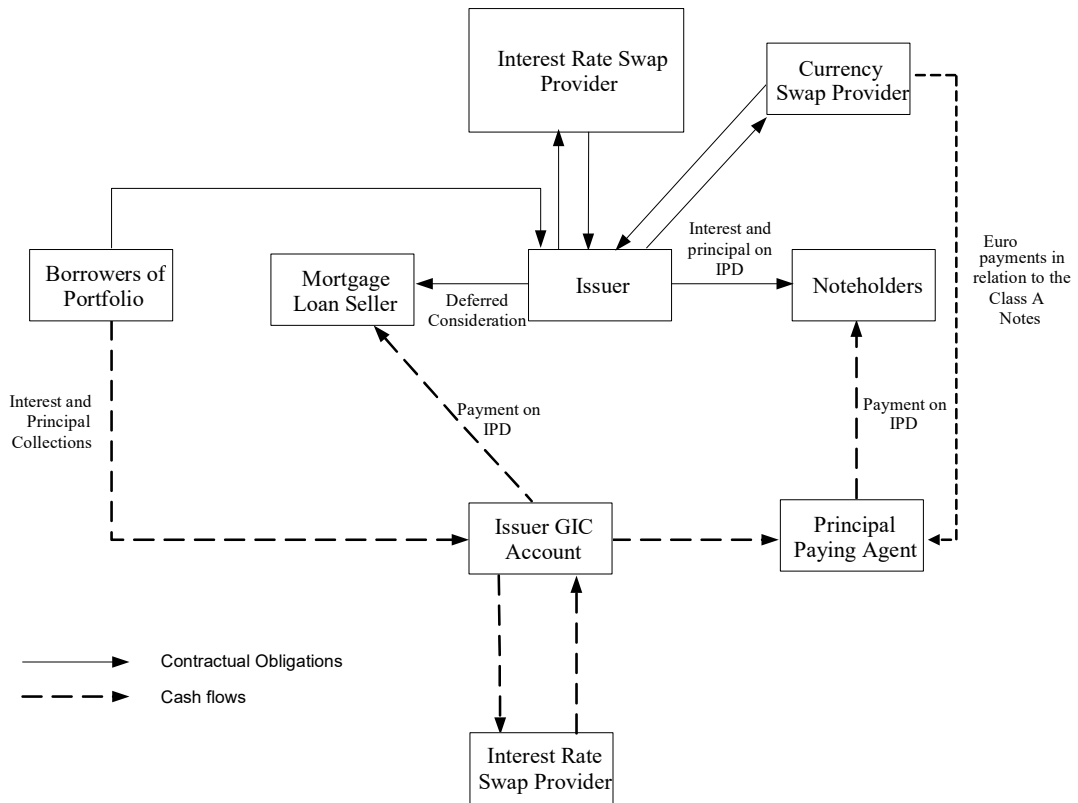 Interest Rate Swap
Provider
Currency
Swap Provider
Borrowers of
Portfolio
Mortgage
Loan Seller
Deferred
Consideration
Issuer
Interest and
principal on
IPD
Noteholders
Euro
payments in
relation to the
Class A
Notes
Interest and
Principal
Collections
Payment on
IPD
Payment on
IPD
Issuer GIC
Account
Principal
Paying Agent
Contractual Obligations
Cash flows
Interest Rate
Swap Provider